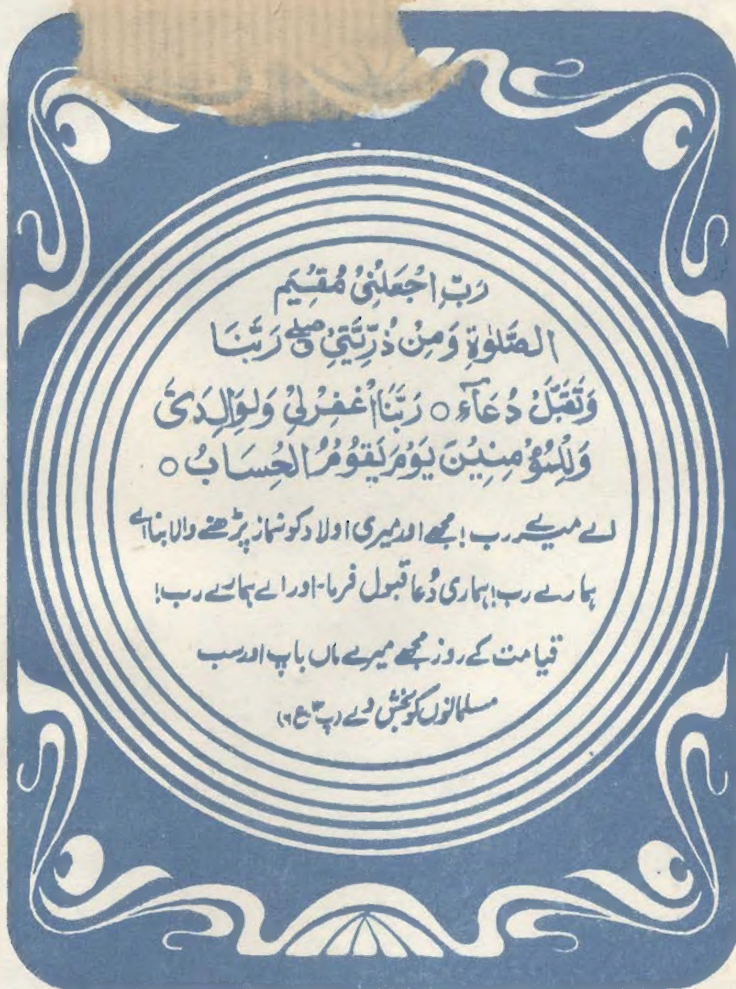 رَبِّ اجْعَلْنِیْ مُقِیْمَ
الصَّلٰوةِ وَمِنْ ذُرِّیَّتِیْ صلے رَبَّنَا
وَتَقَبَّلْ دُعَآءِ ○ رَبَّنَا اغْفِرْلِیْ وَلِوَالِدَیَّ
وَلِلْمُؤْمِنِیْنَ یَوْمَ یَقُوْمُ الْحِسَابُ ○
اے میرے رب! مجھے اور میری اولاد کو نماز پڑھنے والا بنا اے
ہمارے رب! ہماری دُعا قبول فرما۔ اور اے ہمارے رب!
قیامت کے روز مجھے میرے ماں باپ اور سب
مسلمانوں کو بخش دے (پ ۱۳ ع ۶)